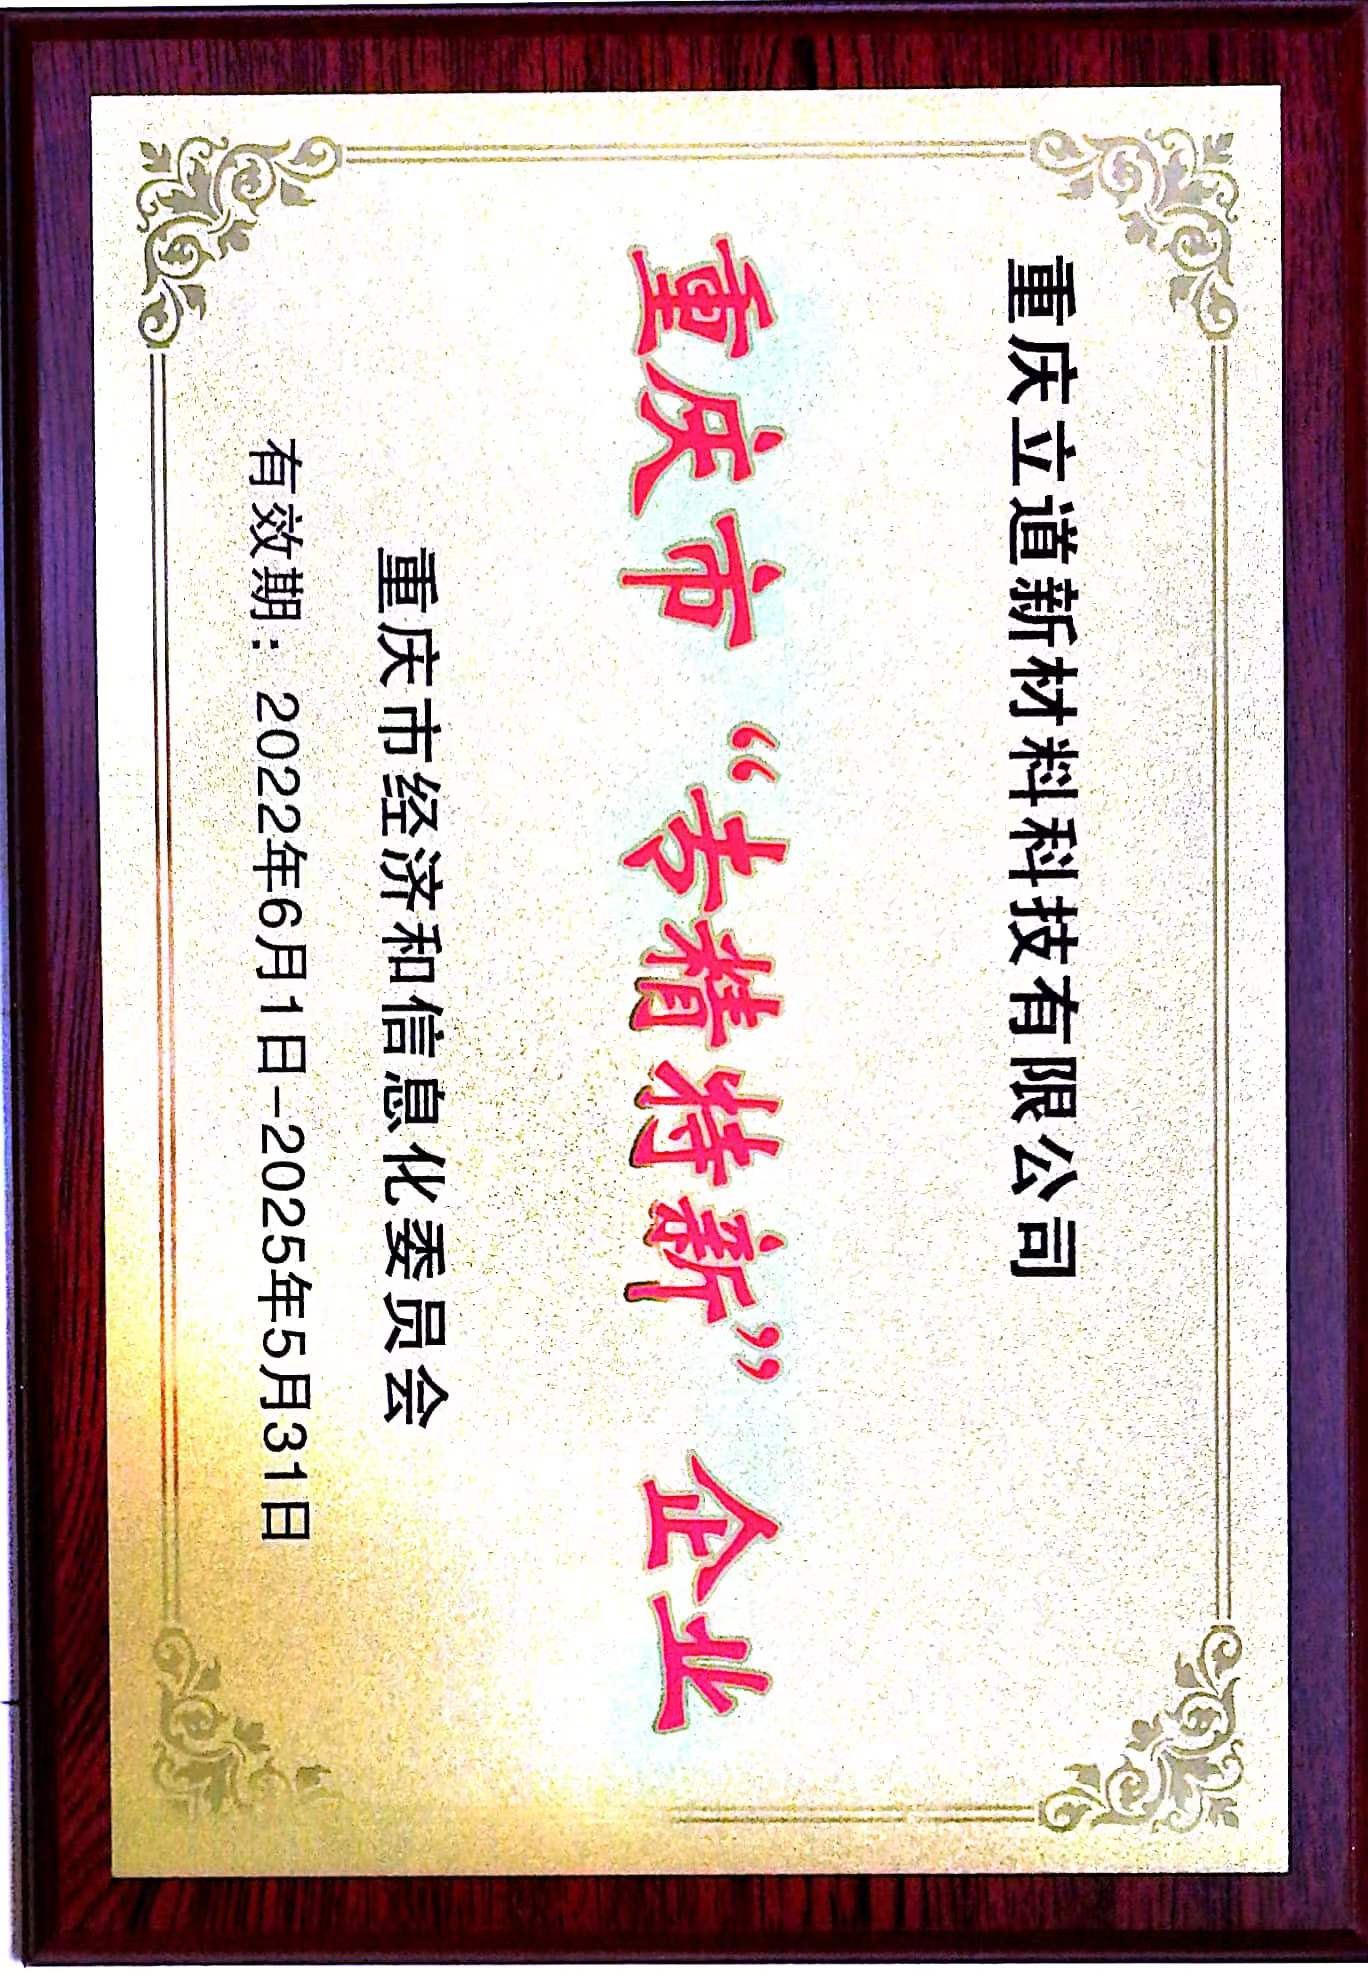 重庆立道新材料科技有限公司
重庆市“专精特新”企业
重庆市经济和信息化委员会
有效期：2022年6月1日-2025年5月31日